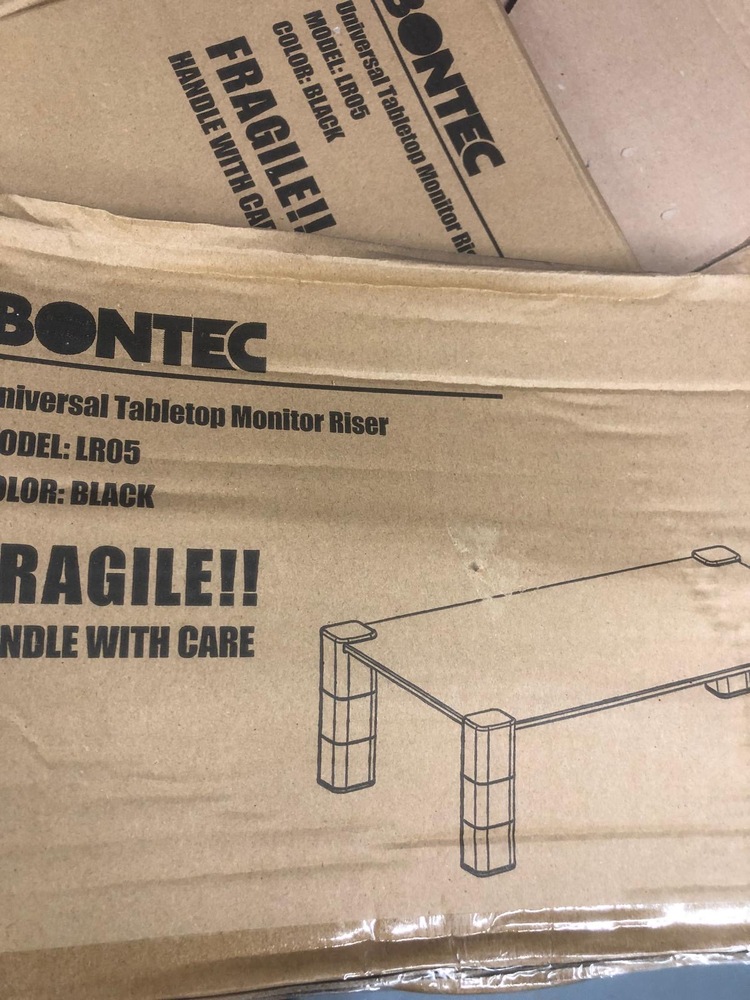 BONTEC
Universal Tabletop Monitor Ris
MODEL: LR05
COLOR: BLACK
FRAGILE!!
HANDLE WITH CAR
BONTEC
niversal Tabletop Monitor Riser
ODEL: LR05
OLOR: BLACK
RAGILE!!
NDLE WITH CARE